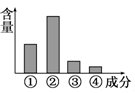 含量
① ② ③ ④ 成分